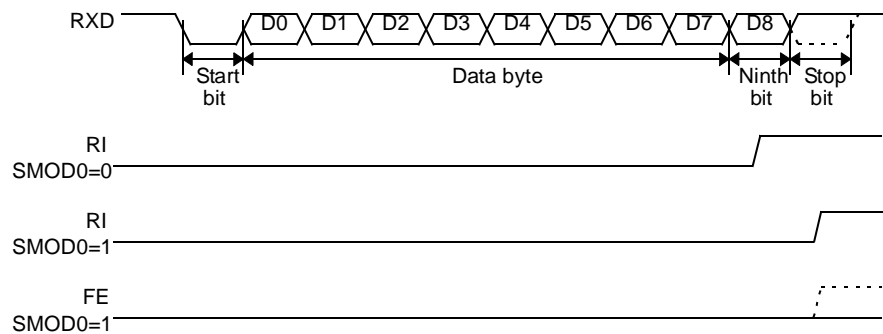 RXD D0 D1 D2 D3 D4 D5 D6 D7 D8
Start bit
Data byte
Ninth bit
Stop bit
RI
SMOD0=0
RI
SMOD0=1
FE
SMOD0=1